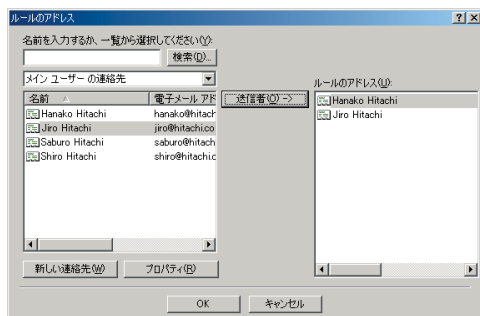 ルールのアドレス
名前を入力するか、一覧から選択してください(Y):
検索(D)...
メイン ユーザー の連絡先
ルールのアドレス(U):
名前
電子メール アド
送信者(O) ->
Hanako Hitachi
hanako@hitach
Jiro Hitachi
jiro@hitachi.co
Saburo Hitachi
saburo@hitach
Shiro Hitachi
shiro@hitachi.c
Hanako Hitachi
Jiro Hitachi
新しい連絡先(W)
プロパティ(R)
OK
キャンセル